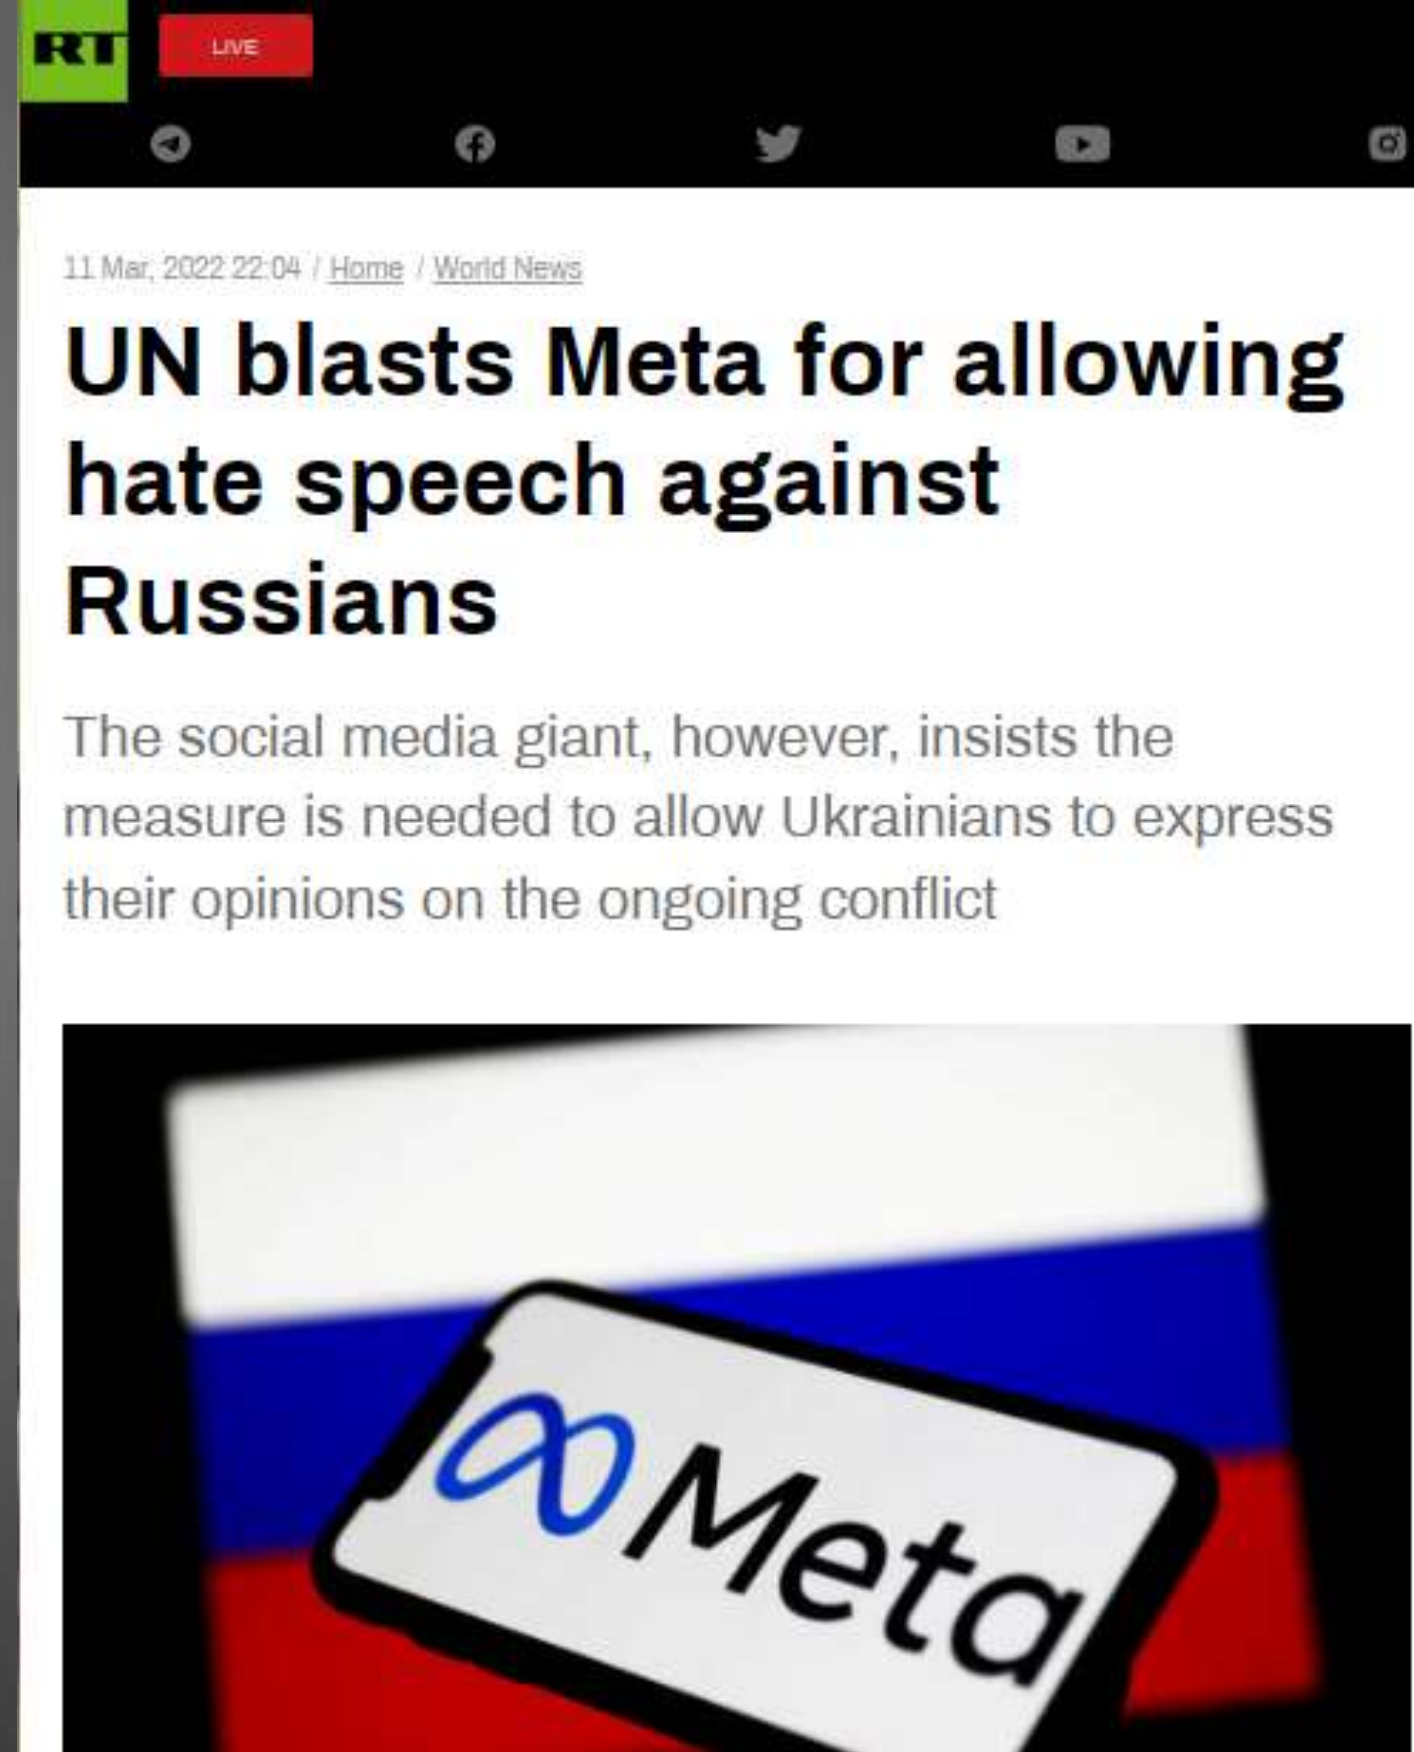 RT
LIVE
11 Mar, 2022 22:04 / Home / World News
UN blasts Meta for allowing
hate speech against
Russians
The social media giant, however, insists the
measure is needed to allow Ukrainians to express
their opinions on the ongoing conflict
Meta